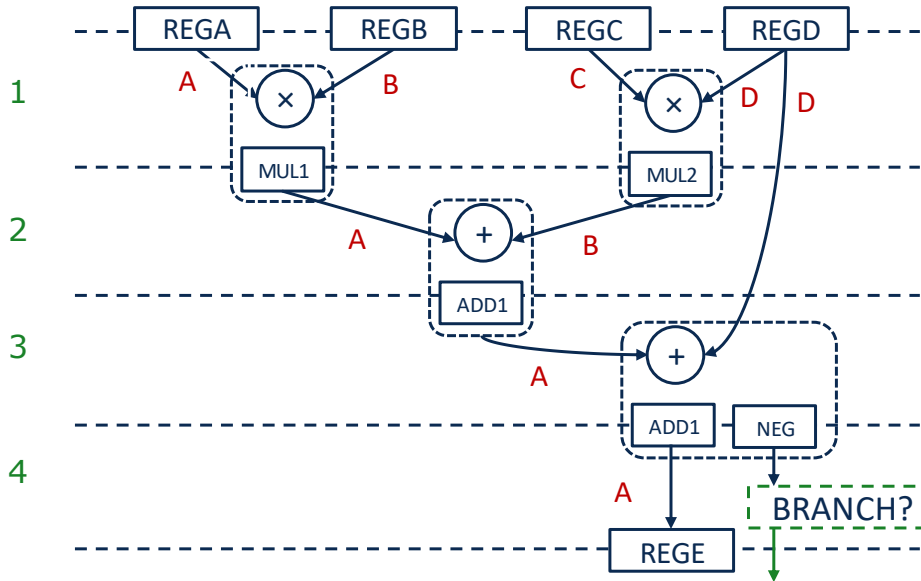 REGA REGB REGC REGD
1
A B C D D
× ×
MUL1 MUL2
2
A + B
ADD1
3
+
A
ADD1 NEG
4
A
BRANCH?
REGE